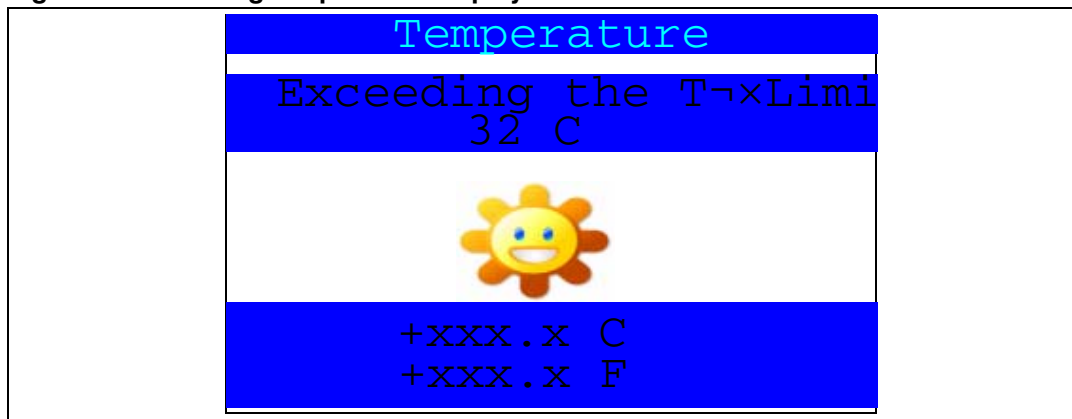 Temperature
Exceeding the T¬×Limi
32 C
+xxx.x C
+xxx.x F